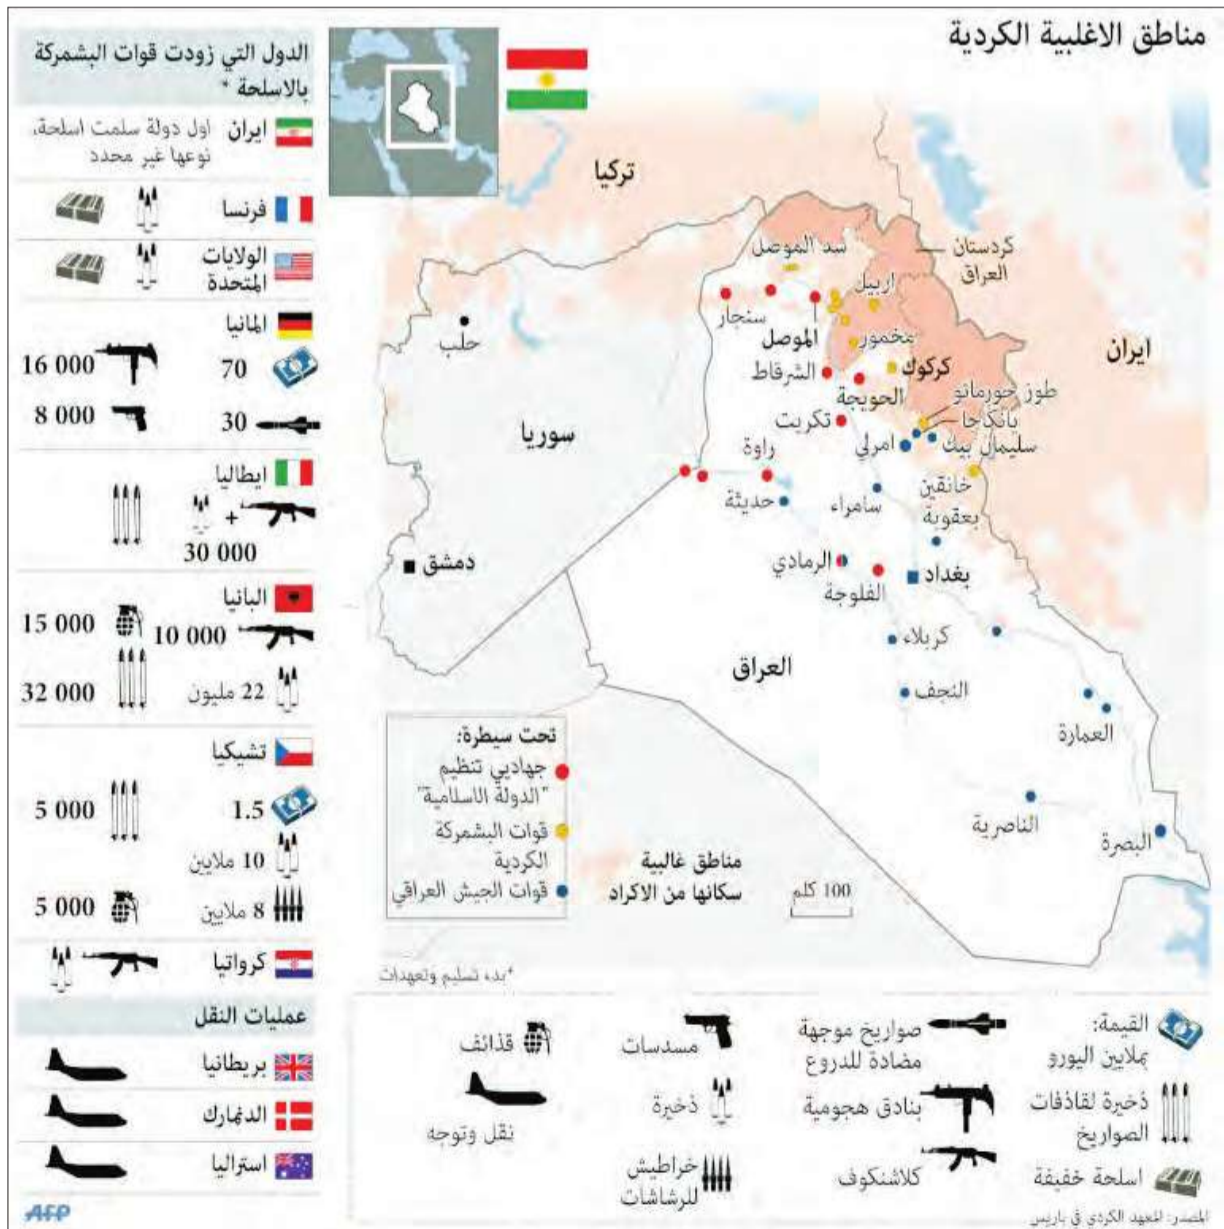 مناطق الاغلبية الكردية
الدول التي زودت قوات البشمركة
بالاسلحة *
ايران
اول دولة سلمت اسلحة،
نوعها غير محدد
فرنسا
الولايات
المتحدة
المانيا
70
16 000
30
8 000
ايطاليا
+
30 000
البانيا
10 000
15 000
22 مليون
32 000
تشيكيا
1.5
5 000
10 ملايين
8 ملايين
5 000
كرواتيا
عمليات النقل
بريطانيا
الدنمارك
استراليا
AFP
تركيا
كردستان
العراق
سد الموصل
اربيل
سنجار
الموصل
مخمور
ايران
الشرقاط
كركوك
الحويجة
طوز خورماتو
حلب
تكريت
يانكاجا
سوريا
امرلي
سليمان بيك
راوة
خانقين
حديثة
سامراء
بعقوبة
دمشق
الرمادي
بغداد
الفلوجة
كربلاء
العراق
النجف
العمارة
الناصرية
البصرة
تحت سيطرة:
جهاديي تنظيم
"الدولة الاسلامية"
قوات البشمركة
الكردية
قوات الجيش العراقي
مناطق غالبية
سكانها من الاكراد
100 كلم
*بدء تسليم وتعهدات
القيمة:
بملايين اليورو
ذخيرة لقاذفات
الصواريخ
اسلحة خفيفة
صواريخ موجهة
مضادة للدروع
بنادق هجومية
كلاشنكوف
مسدسات
ذخيرة
خراطيش
للرشاشات
قذائف
نقل وتوجه
المصدر: المعهد الكردي في باريس